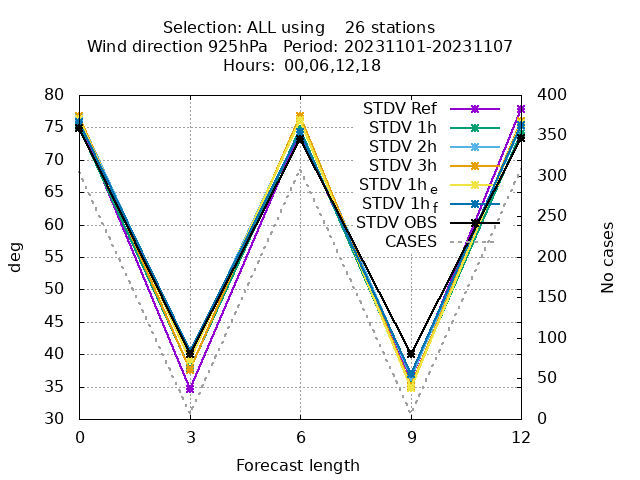 Selection: ALL using    26 stations
Wind direction 925hPa   Period: 20231101-20231107
Hours: 00,06,12,18
80 400
STDV Ref
STDV 1h
75 350
STDV 2h
70 STDV 3h
65 STDV 1h e 300
STDV 1h f
60 STDV OBS 250
CASES
55 200
50 150
45
40 100
35 50
30 0
0 3 6 9 12
deg
No cases
Forecast length